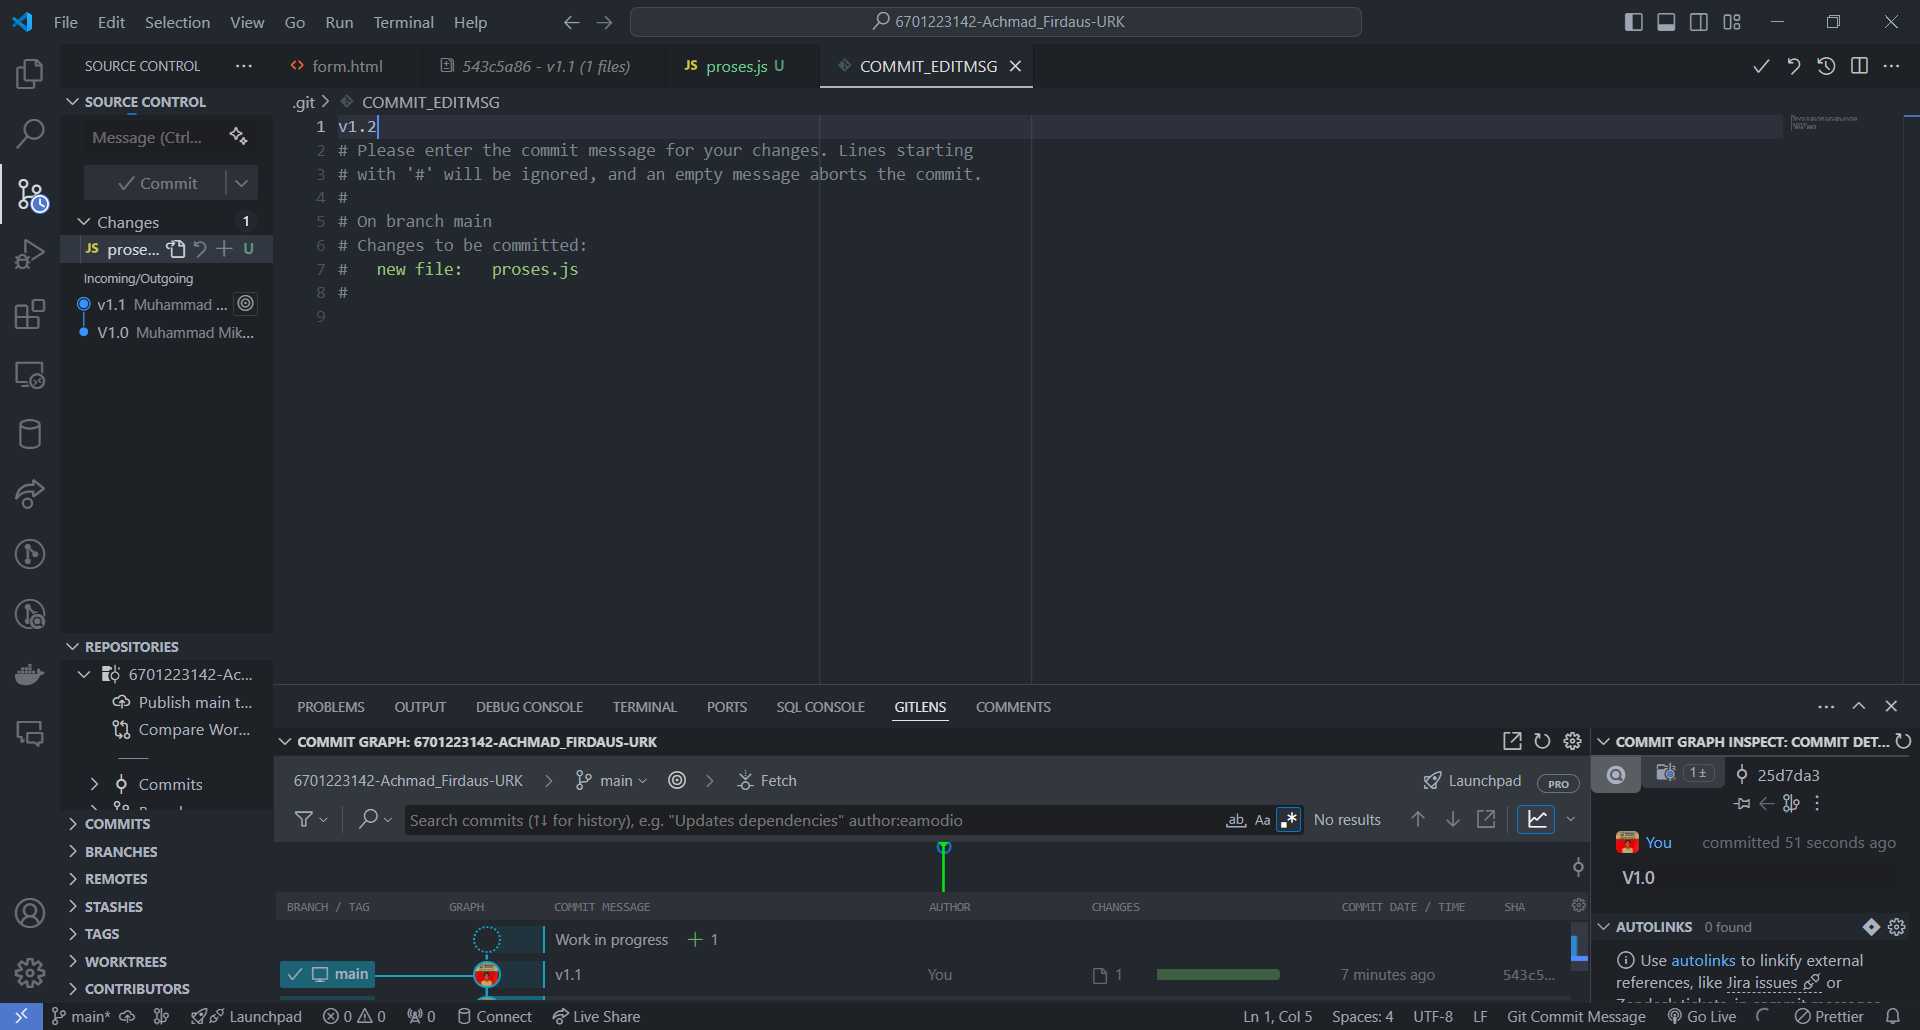 File Edit Selection View Go Run Terminal Help
6701223142-Achmad_Firdaus-URK
SOURCE CONTROL
form.html
543c5a86 - v1.1 (1 files)
JS proses.js U
COMMIT_EDITMSG
SOURCE CONTROL
Message (Ctrl...
Commit
Changes 1
JS prose... U
Incoming/Outgoing
v1.1 Muhammad ...
V1.0 Muhammad Mik...
.git > COMMIT_EDITMSG
1 v1.2
2 # Please enter the commit message for your changes. Lines starting
3 # with '#' will be ignored, and an empty message aborts the commit.
4 #
5 # On branch main
6 # Changes to be committed:
7 # new file: proses.js
8 #
9
REPOSITORIES
6701223142-Ac...
Publish main t...
Compare Wor...
Commits
COMMITS
BRANCHES
REMOTES
STASHES
TAGS
WORKTREES
CONTRIBUTORS
PROBLEMS OUTPUT DEBUG CONSOLE TERMINAL PORTS SQL CONSOLE GITLENS COMMENTS
COMMIT GRAPH: 6701223142-ACHMAD_FIRDAUS-URK
6701223142-Achmad_Firdaus-URK > main > Fetch
Launchpad PRO
Search commits (↑↓ for history), e.g. "Updates dependencies" author:eamodio
ab Aa .* No results
BRANCH / TAG GRAPH COMMIT MESSAGE AUTHOR CHANGES COMMIT DATE / TIME SHA
Work in progress + 1
main v1.1 You 1 7 minutes ago 543c5...
COMMIT GRAPH INSPECT: COMMIT DET...
1± 25d7da3
You committed 51 seconds ago
V1.0
AUTOLINKS 0 found
Use autolinks to linkify external
references, like Jira issues or
main* Launchpad 0 0 0 Connect Live Share
Ln 1, Col 5 Spaces: 4 UTF-8 LF Git Commit Message Go Live Prettier